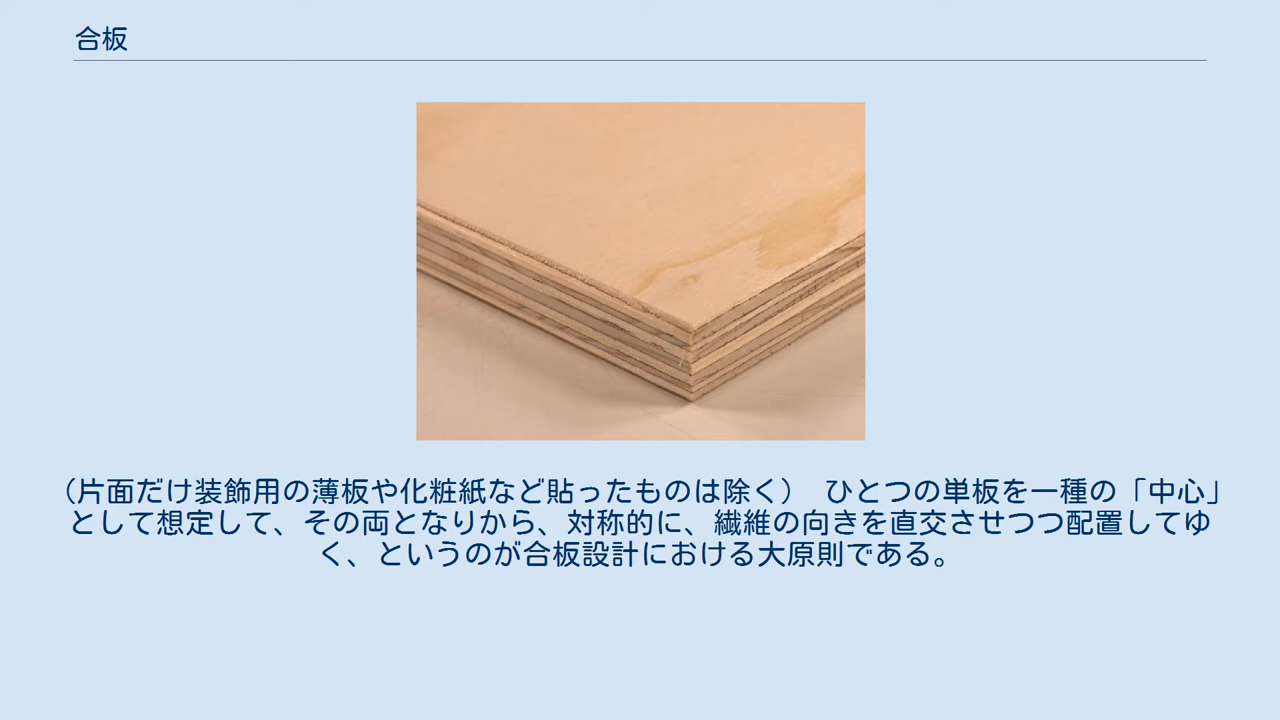 合板
（片面だけ装飾用の薄板や化粧紙など貼ったものは除く）　ひとつの単板を一種の「中心」
として想定して、その両となりから、対称的に、繊維の向きを直交させつつ配置してゆ
く、というのが合板設計における大原則である。